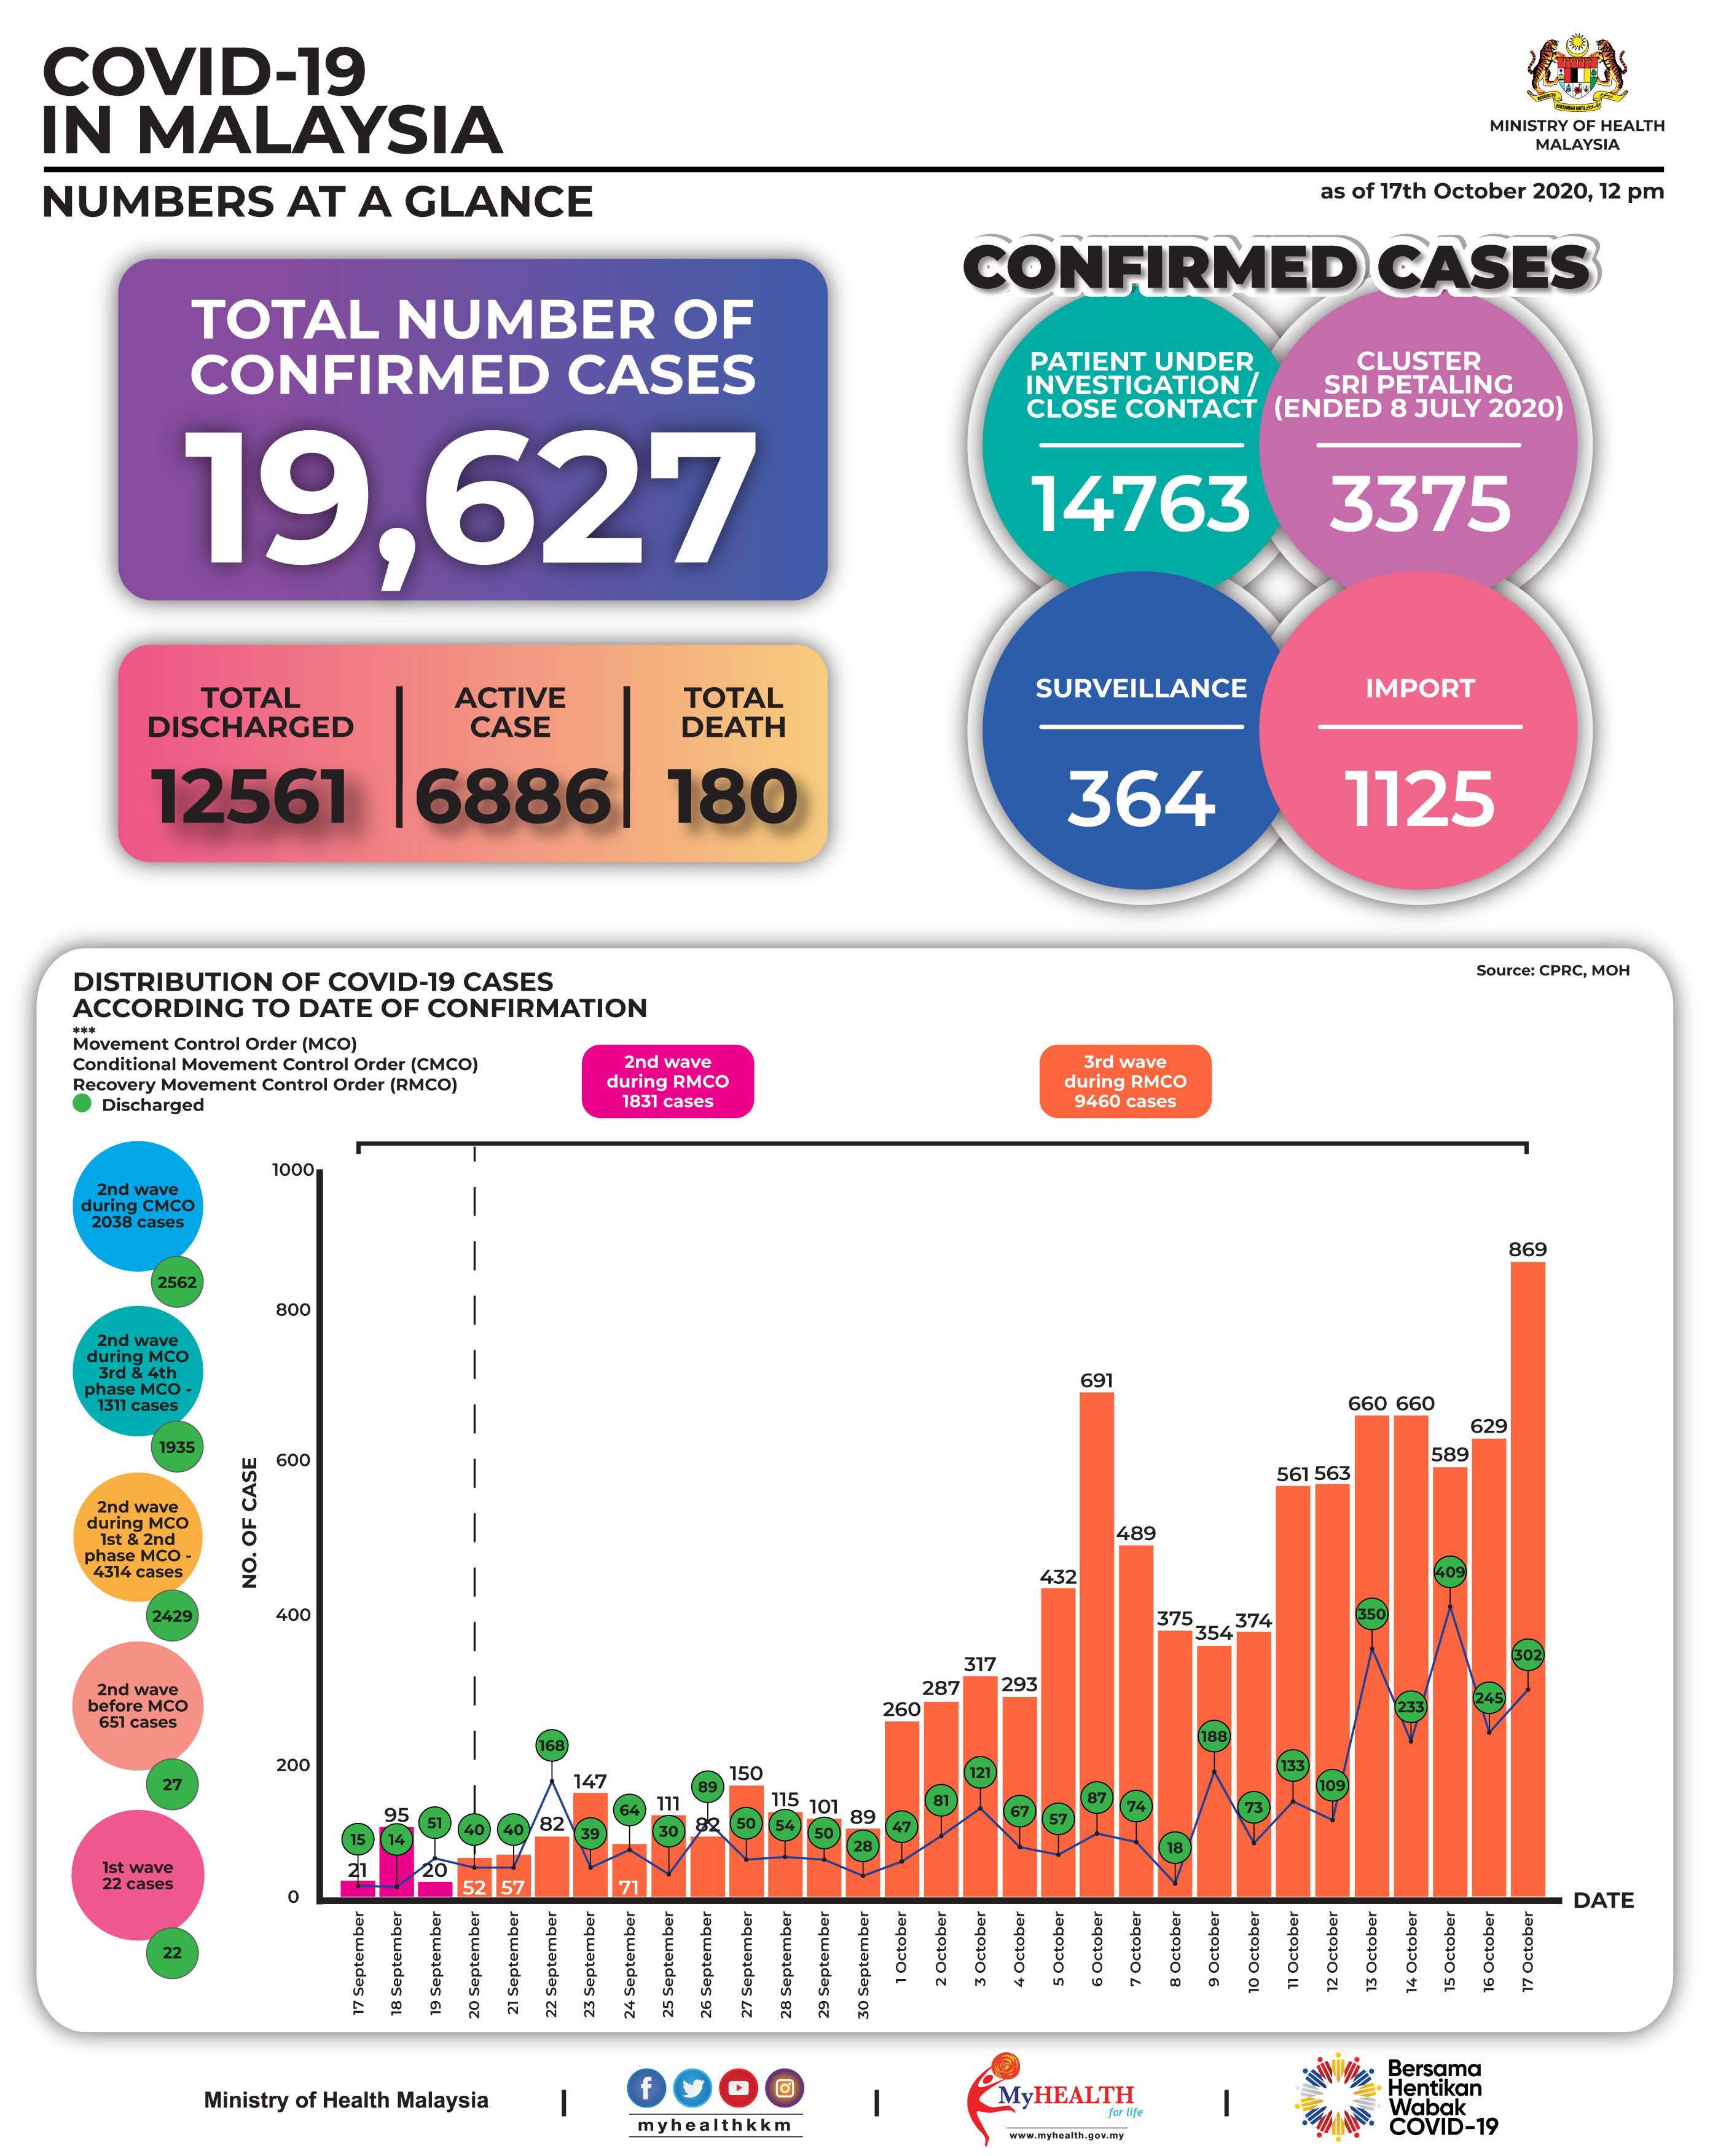 COVID-19
IN MALAYSIA
MINISTRY OF HEALTH
MALAYSIA
NUMBERS AT A GLANCE
as of 17th October 2020, 12 pm
TOTAL NUMBER OF
CONFIRMED CASES
19,627
TOTAL
DISCHARGED
12561
ACTIVE
CASE
6886
TOTAL
DEATH
180
CONFIRMED CASES
PATIENT UNDER
INVESTIGATION /
CLOSE CONTACT
14763
CLUSTER
SRI PETALING
(ENDED 8 JULY 2020)
3375
SURVEILLANCE
364
IMPORT
1125
DISTRIBUTION OF COVID-19 CASES
ACCORDING TO DATE OF CONFIRMATION
Source: CPRC, MOH
***
Movement Control Order (MCO)
Conditional Movement Control Order (CMCO)
Recovery Movement Control Order (RMCO)
Discharged
2nd wave
during RMCO
1831 cases
3rd wave
during RMCO
9460 cases
2nd wave
during CMCO
2038 cases
2562
2nd wave
during MCO
3rd & 4th
phase MCO -
1311 cases
1935
2nd wave
during MCO
1st & 2nd
phase MCO -
4314 cases
2429
2nd wave
before MCO
651 cases
27
1st wave
22 cases
22
NO. OF CASE
1000
800
600
400
200
0
21
95
20
52
57
82
147
71
111
82
150
115
101
89
260
287
317
293
432
691
489
375
354
374
561
563
660
660
589
629
869
15
14
51
40
40
168
39
64
30
89
50
54
50
28
47
81
121
67
57
87
74
18
188
73
133
109
350
233
409
245
302
DATE
17 September
18 September
19 September
20 September
21 September
22 September
23 September
24 September
25 September
26 September
27 September
28 September
29 September
30 September
1 October
2 October
3 October
4 October
5 October
6 October
7 October
8 October
9 October
10 October
11 October
12 October
13 October
14 October
15 October
16 October
17 October
Ministry of Health Malaysia
myhealthkkm
MyHEALTH
for life
www.myhealth.gov.my
Bersama
Hentikan
Wabak
COVID-19